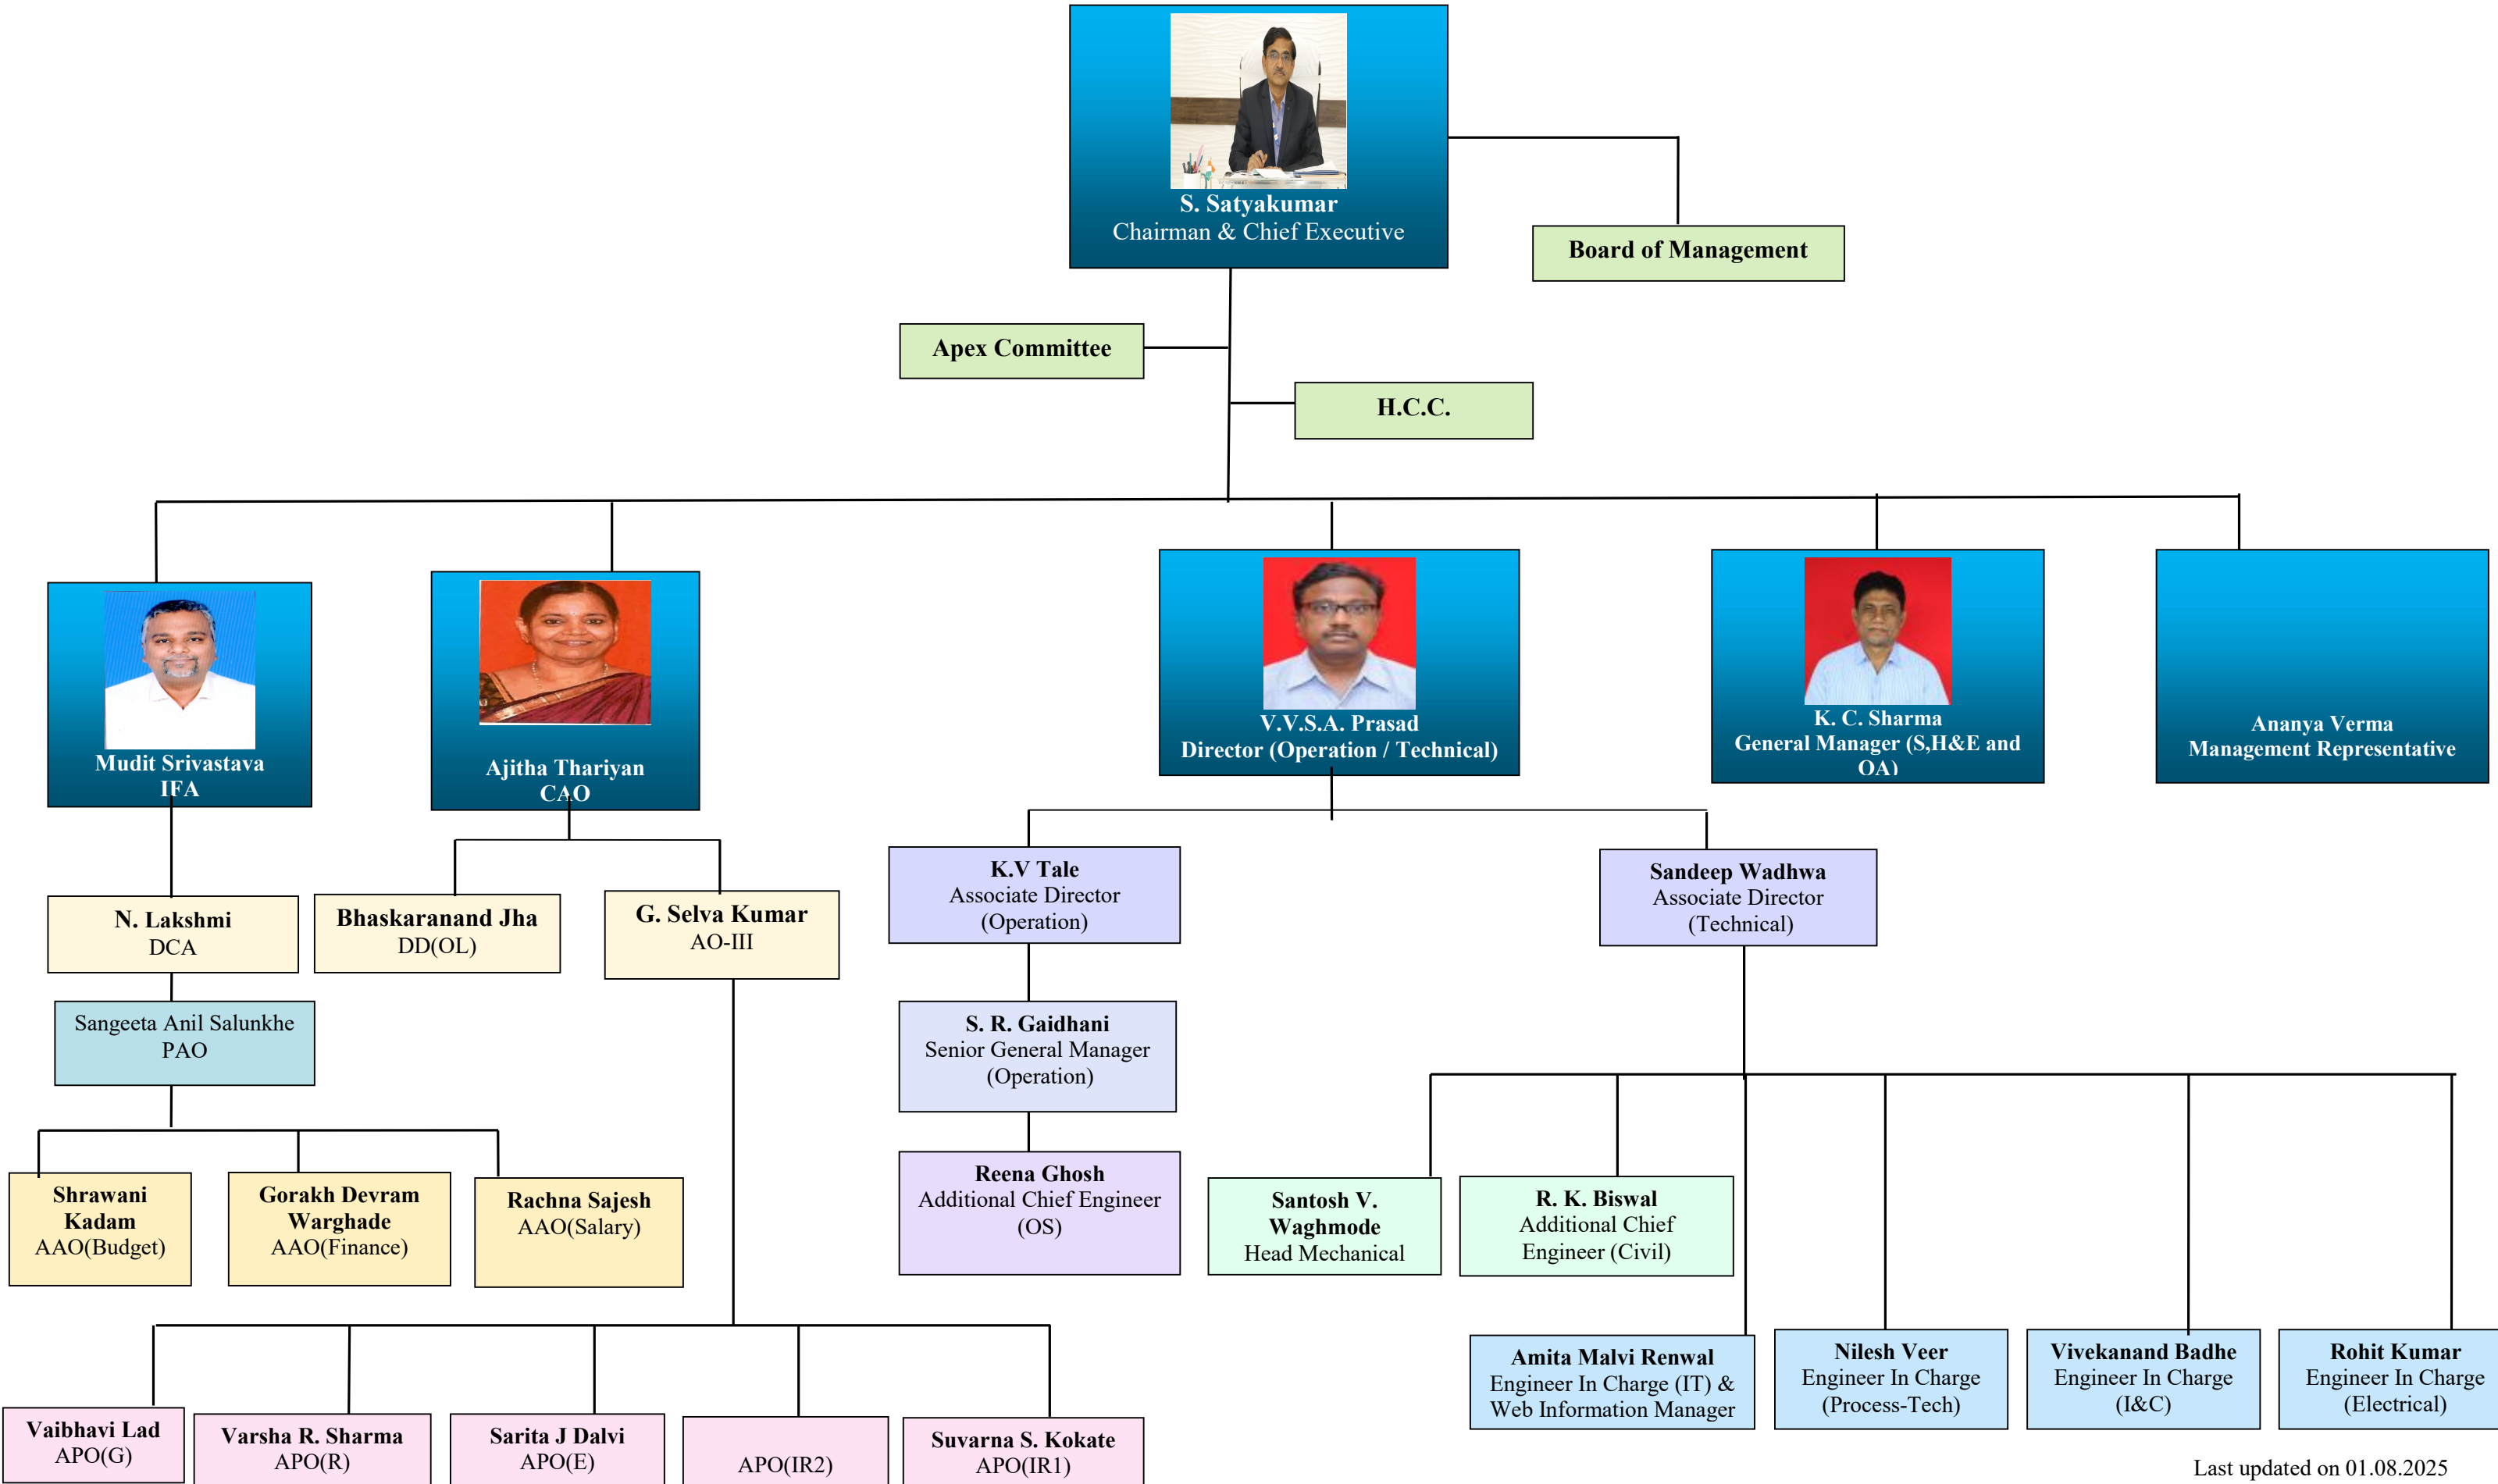 S. Satyakumar
Chairman & Chief Executive
Board of Management
Apex Committee
H.C.C.
Mudit Srivastava
IFA
Ajitha Thariyan
CAO
V.V.S.A. Prasad
Director (Operation / Technical)
K. C. Sharma
General Manager (S,H&E and
OA)
Ananya Verma
Management Representative
N. Lakshmi
DCA
Bhaskaranand Jha
DD(OL)
G. Selva Kumar
AO-III
K.V Tale
Associate Director
(Operation)
Sandeep Wadhwa
Associate Director
(Technical)
Sangeeta Anil Salunkhe
PAO
S. R. Gaidhani
Senior General Manager
(Operation)
Shrawani
Kadam
AAO(Budget)
Gorakh Devram
Warghade
AAO(Finance)
Rachna Sajesh
AAO(Salary)
Reena Ghosh
Additional Chief Engineer
(OS)
Santosh V.
Waghmode
Head Mechanical
R. K. Biswal
Additional Chief
Engineer (Civil)
Amita Malvi Renwal
Engineer In Charge (IT) &
Web Information Manager
Nilesh Veer
Engineer In Charge
(Process-Tech)
Vivekanand Badhe
Engineer In Charge
(I&C)
Rohit Kumar
Engineer In Charge
(Electrical)
Vaibhavi Lad
APO(G)
Varsha R. Sharma
APO(R)
Sarita J Dalvi
APO(E)
APO(IR2)
Suvarna S. Kokate
APO(IR1)
Last updated on 01.08.2025